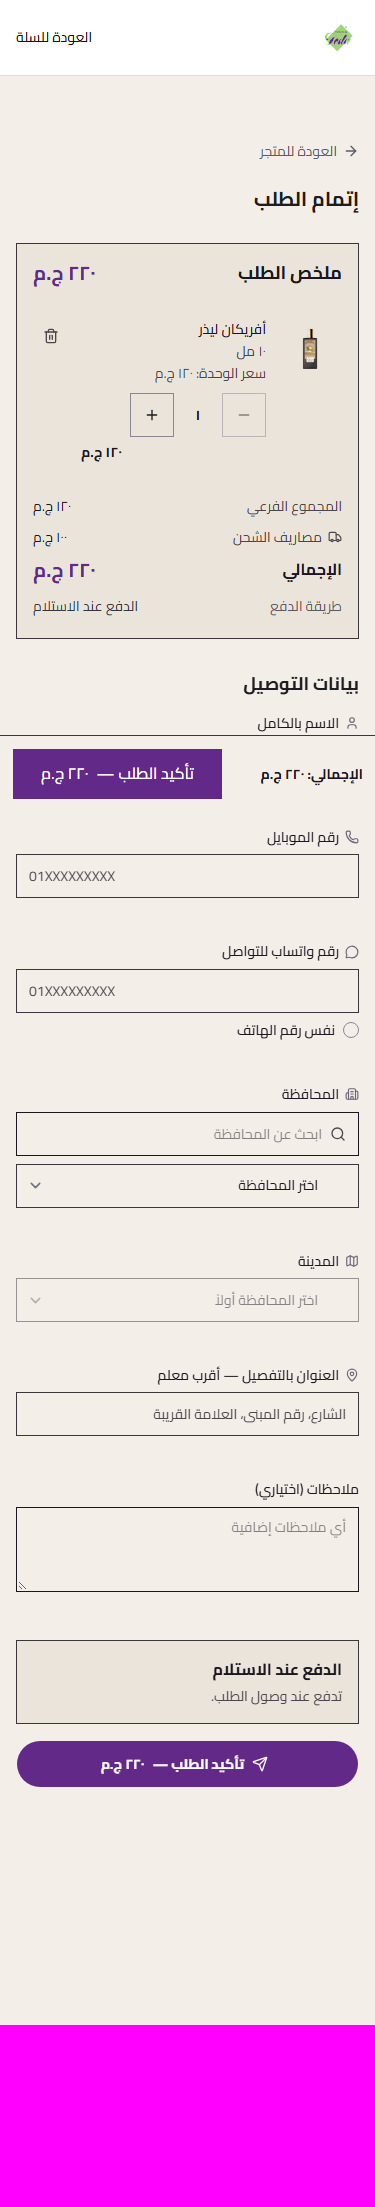 العودة للسلة
العودة للمتجر
إتمام الطلب
ملخص الطلب
٢٢٠ ج.م
أفريكان ليذر
١٠ مل
سعر الوحدة: ١٢٠ ج.م
١
١٢٠ ج.م
المجموع الفرعي
١٢٠ ج.م
مصاريف الشحن
١٠٠ ج.م
الإجمالي
٢٢٠ ج.م
طريقة الدفع
الدفع عند الاستلام
بيانات التوصيل
الاسم بالكامل
الإجمالي: ٢٢٠ ج.م
تأكيد الطلب — ٢٢٠ ج.م
رقم الموبايل
01XXXXXXXXX
رقم واتساب للتواصل
01XXXXXXXXX
نفس رقم الهاتف
المحافظة
ابحث عن المحافظة
اختر المحافظة
المدينة
اختر المحافظة أولاً
العنوان بالتفصيل — أقرب معلم
الشارع، رقم المبنى، العلامة القريبة
ملاحظات (اختياري)
أي ملاحظات إضافية
الدفع عند الاستلام
تدفع عند وصول الطلب.
تأكيد الطلب — ٢٢٠ ج.م